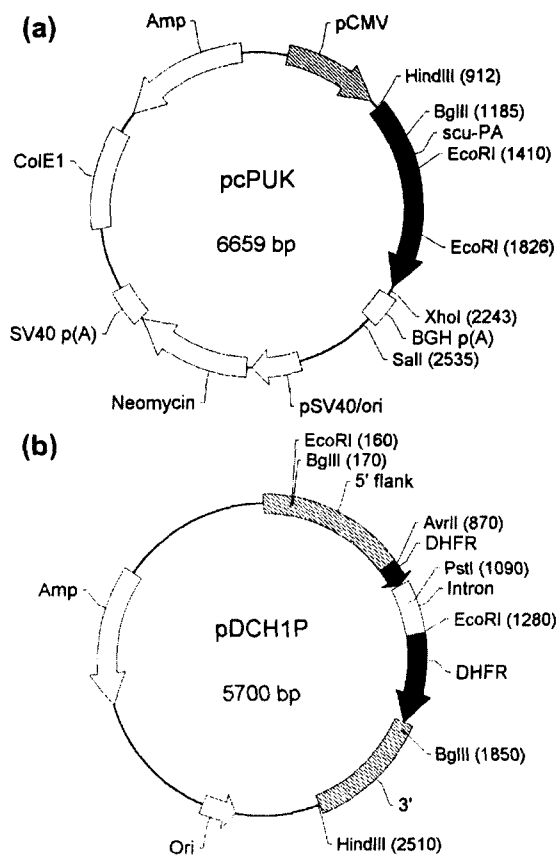 (a)
Amp
pCMV
HindIII (912)
BglII (1185)
scu-PA
EcoRI (1410)
ColE1
pcPUK
6659 bp
EcoRI (1826)
XhoI (2243)
BGH p(A)
SalI (2535)
SV40 p(A)
Neomycin
pSV40/ori
(b)
EcoRI (160)
BglII (170)
5' flank
AvrII (870)
DHFR
PstI (1090)
Intron
EcoRI (1280)
Amp
pDCH1P
5700 bp
DHFR
BglII (1850)
3'
Ori
HindIII (2510)